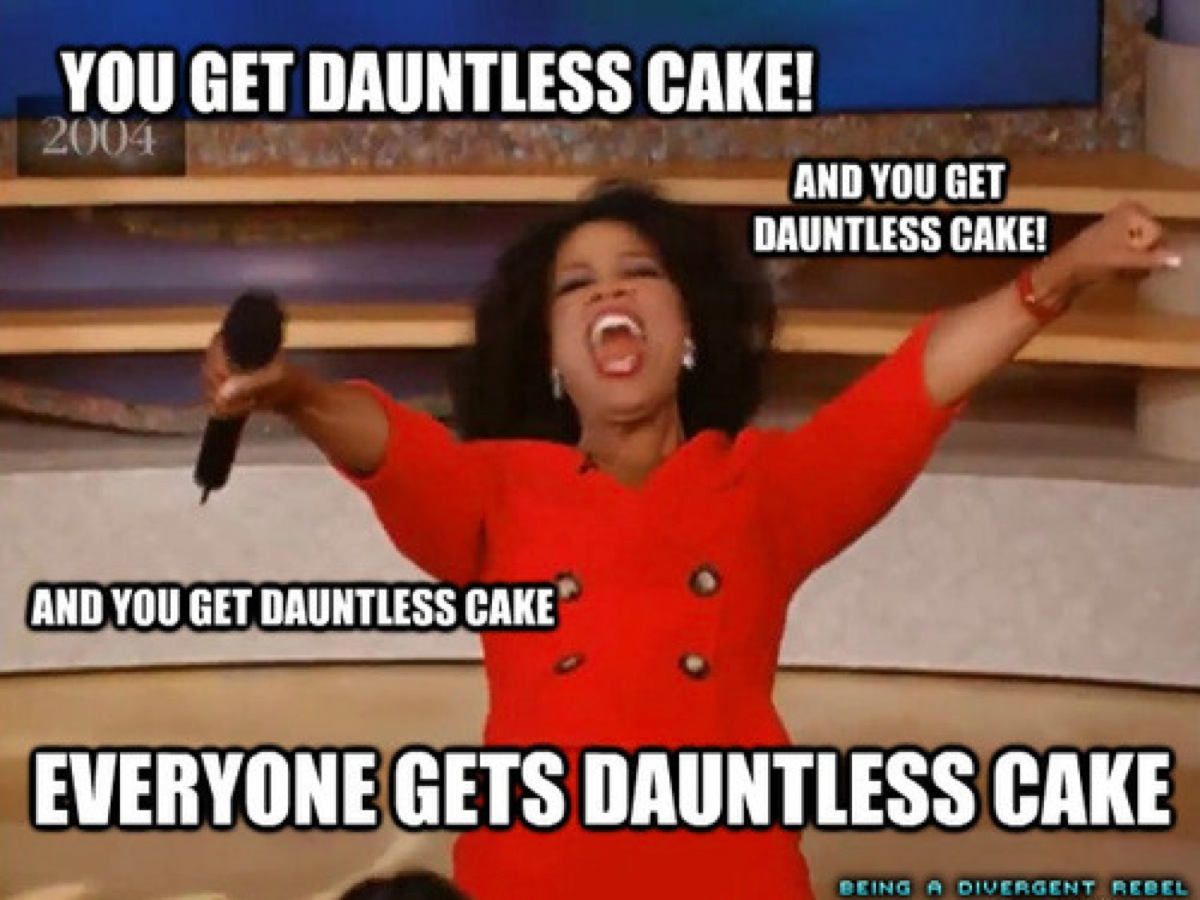 YOU GET DAUNTLESS CAKE!
2004
AND YOU GET
DAUNTLESS CAKE!
AND YOU GET DAUNTLESS CAKE
EVERYONE GETS DAUNTLESS CAKE
BEING A DIVERGENT REBEL